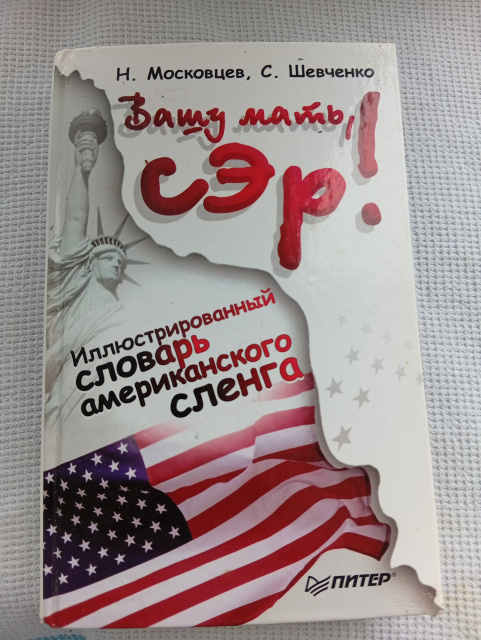 Н. Московцев, С. Шевченко
Вашу мать,
сэр!
Иллюстрированный
словарь
американского
сленга
ПИТЕР®